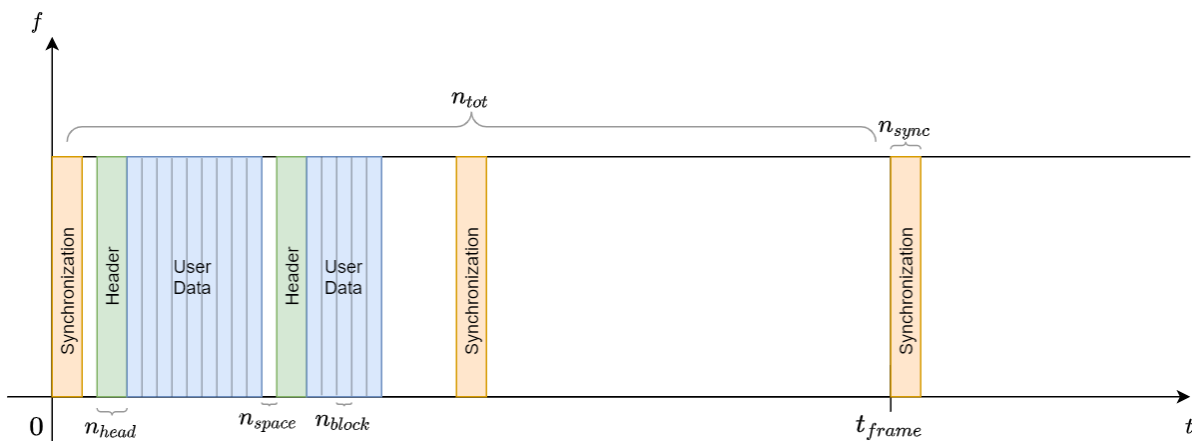 f
n_tot
n_sync
Synchronization
Header
User
Data
Header
User
Data
Synchronization
Synchronization
0
n_head
n_space
n_block
t_frame
t